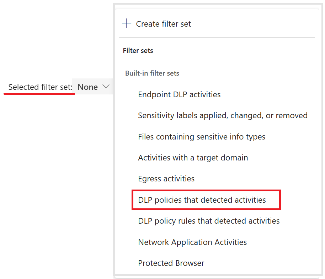 Create filter set
Filter sets
Built-in filter sets
Selected filter set: None
Endpoint DLP activities
Sensitivity labels applied, changed, or removed
Files containing sensitive info types
Activities with a target domain
Egress activities
DLP policies that detected activities
DLP policy rules that detected activities
Network Application Activities
Protected Browser